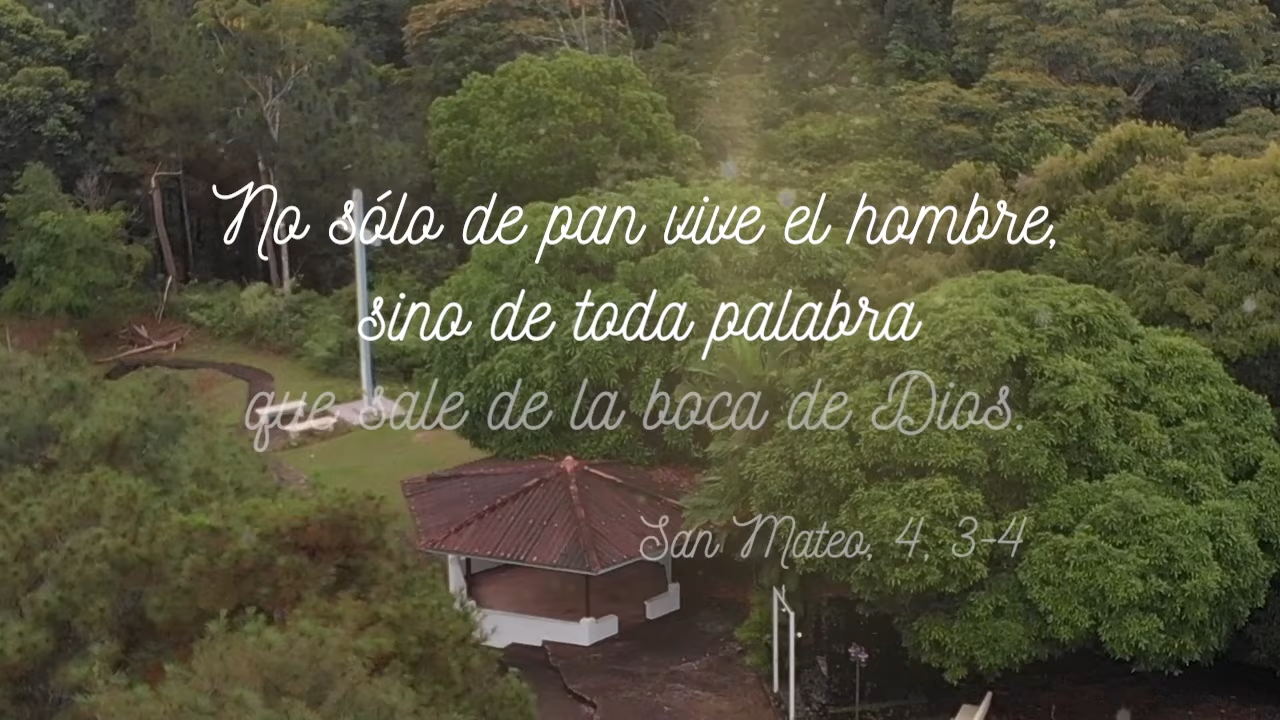 No sólo de pan vive el hombre,
sino de toda palabra
que sale de la boca de Dios.
San Mateo, 4, 3-4